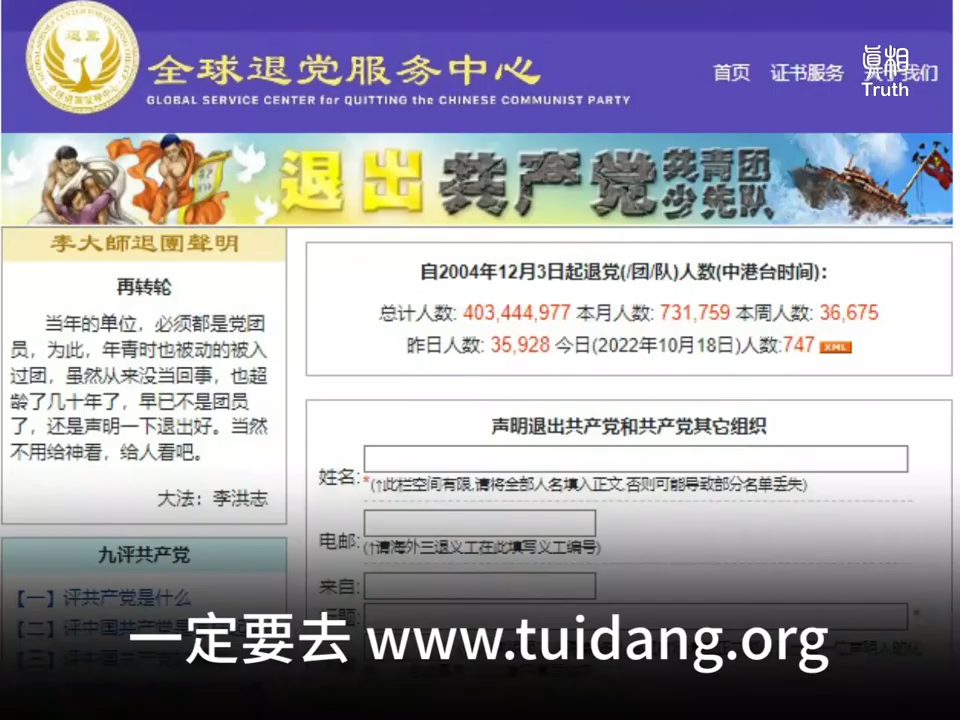 全球退党服务中心
GLOBAL SERVICE CENTER for QUITTING the CHINESE COMMUNIST PARTY
首页 证书服务 关于我们
真相
Truth
退出共产党共青团少先队
李大師退團聲明
再转轮
当年的单位，必须都是党团
员，为此，年青时也被动的被入
过团，虽然从来没当回事，也超
龄了几十年了，早已不是团员
了，还是声明一下退出好。当然
不用给神看，给人看吧。
大法：李洪志
九评共产党
【一】评共产党是什么
自2004年12月3日起退党(/团/队)人数(中港台时间)：
总计人数: 403,444,977 本月人数: 731,759 本周人数: 36,675
昨日人数: 35,928 今日(2022年10月18日)人数:747 XML
声明退出共产党和共产党其它组织
姓名:
*(↑此栏空间有限,请将全部人名填入正文,否则可能导致部分名单丢失)
电邮:
(↑请海外三退义工在此填写义工编号)
来自:
一定要去 www.tuidang.org